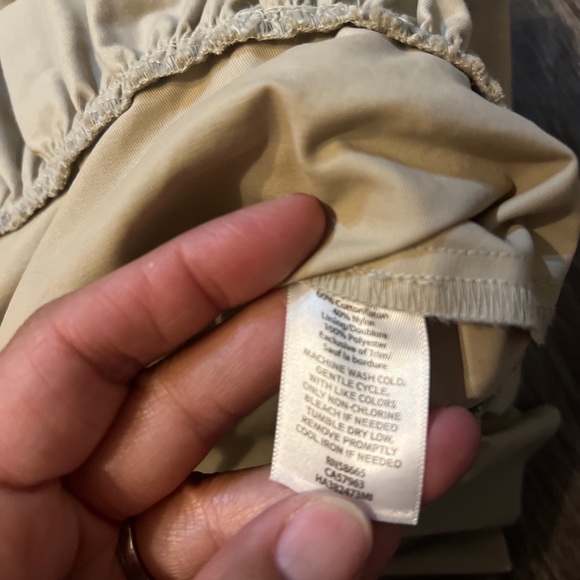 60% Cotton/Coton
40% Nylon
Lining/Doublure
100% Polyester
Exclusive of Trim/
Sauf la bordure
MACHINE WASH COLD,
GENTLE CYCLE,
WITH LIKE COLORS
ONLY NON-CHLORINE
BLEACH IF NEEDED
TUMBLE DRY LOW,
REMOVE PROMPTLY
COOL IRON IF NEEDED
RN58665
CA57963
HA382473MI